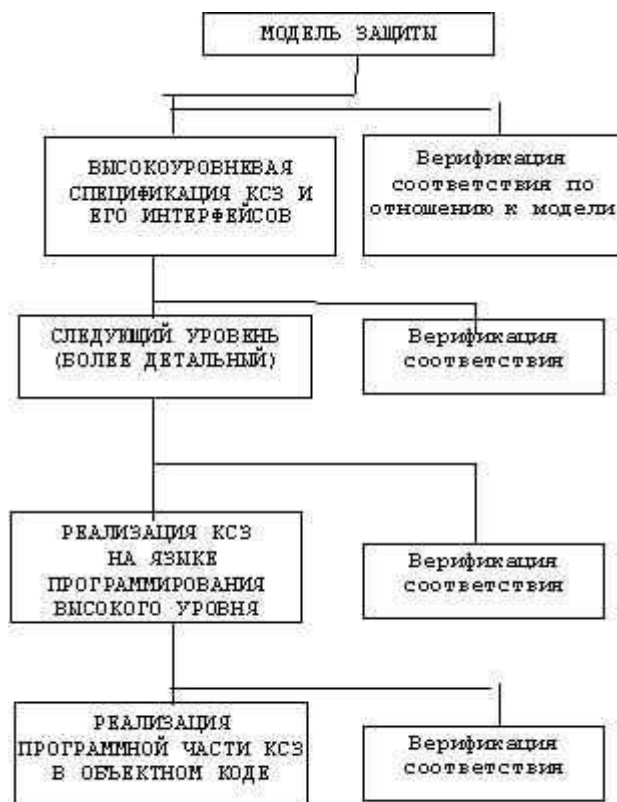 МОДЕЛЬ ЗАЩИТЫ
ВЫСОКОУРОВНЕВАЯ
СПЕЦИФИКАЦИЯ КСЗ И
ЕГО ИНТЕРФЕЙСОВ
Верификация
соответствия по
отношению к модели
СЛЕДУЮЩИЙ УРОВЕНЬ
(БОЛЕЕ ДЕТАЛЬНЫЙ)
Верификация
соответствия
РЕАЛИЗАЦИЯ КСЗ
НА ЯЗЫКЕ
ПРОГРАММИРОВАНИЯ
ВЫСОКОГО УРОВНЯ
Верификация
соответствия
РЕАЛИЗАЦИЯ
ПРОГРАММНОЙ ЧАСТИ КСЗ
В ОБЪЕКТНОМ КОДЕ
Верификация
соответствия